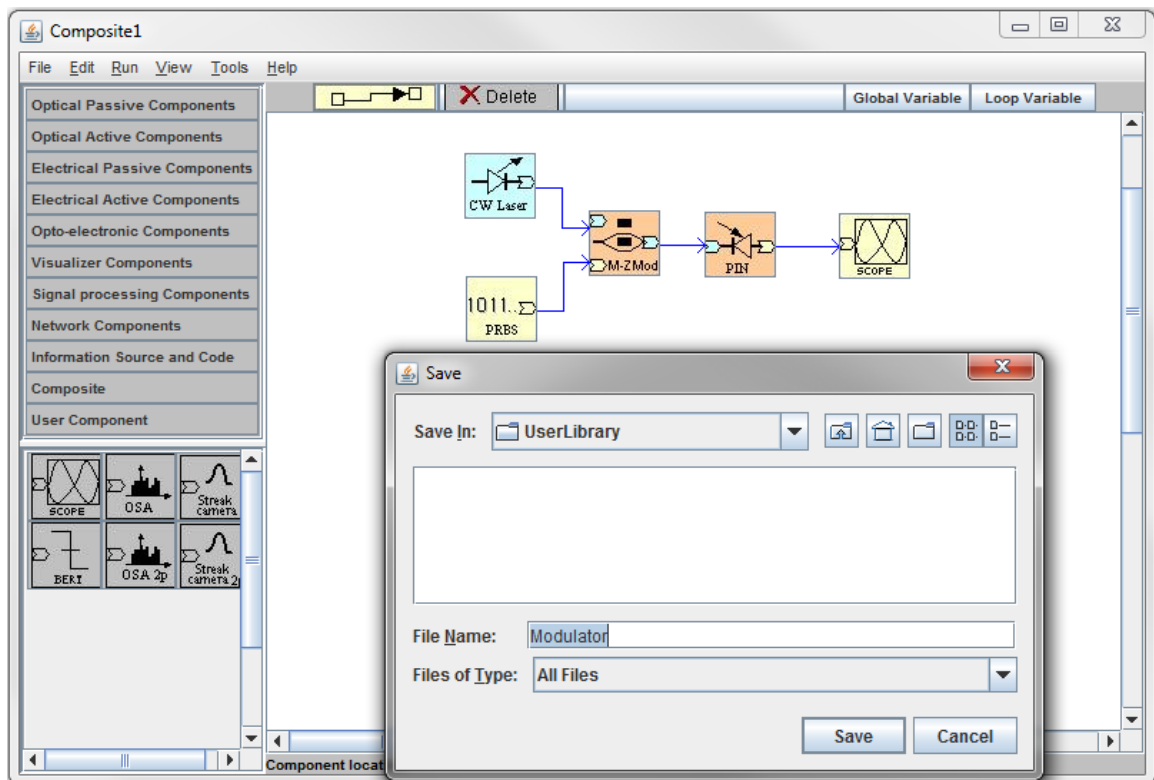 Composite1
File Edit Run View Tools Help
Delete Global Variable Loop Variable
Optical Passive Components
Optical Active Components
Electrical Passive Components
Electrical Active Components
Opto-electronic Components
Visualizer Components
Signal processing Components
Network Components
Information Source and Code
Composite
User Component
CW Laser
M-ZMod
PIN
SCOPE
1011..
PRBS
SCOPE OSA Streak camera
BERT OSA 2p Streak camera 2p
Component locat
Save
Save In: UserLibrary
File Name: Modulator
Files of Type: All Files
Save Cancel